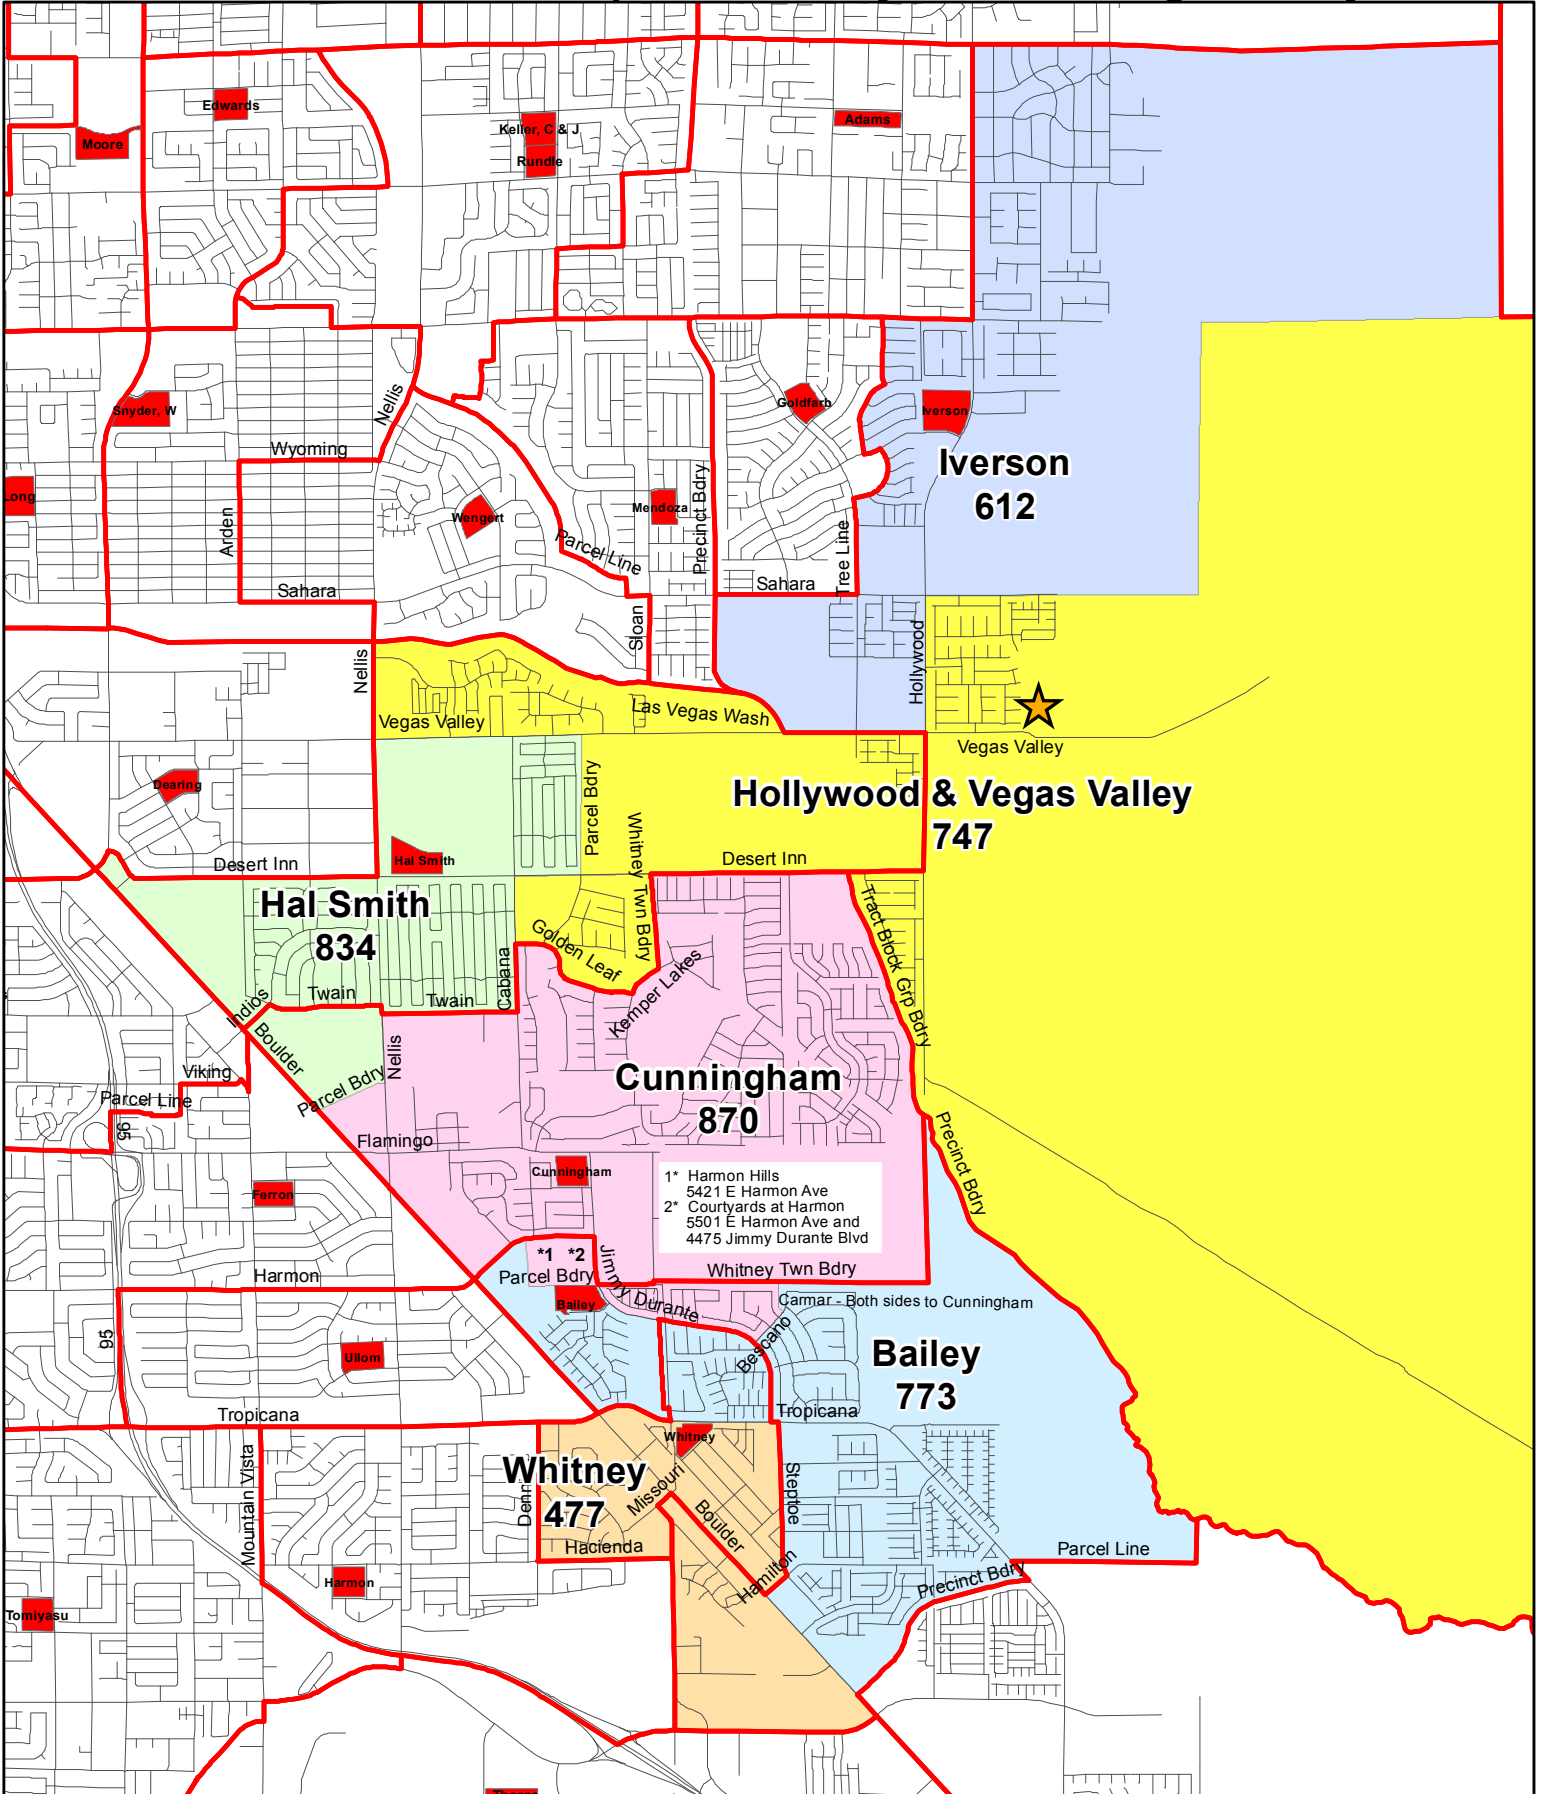 Edwards
Moore
Keller, C & J
Rundle
Adams
Snyder, W
Nellis
Goldfarb
Iverson
Wyoming
Iverson
612
Long
Wengert
Mendoza
Precinct Bdry
Arden
Parcel Line
Tree Line
Sahara
Sahara
Sloan
Hollywood
Nellis
Vegas Valley
Las Vegas Wash
Vegas Valley
Dearing
Parcel Bdry
Hollywood & Vegas Valley
747
Whitney Twn Bdry
Desert Inn
Hal Smith
Desert Inn
Hal Smith
834
Tract Block Grp Bdry
Golden Leaf
Cabana
Kemper Lakes
Indios
Twain
Twain
Boulder
Nellis
Viking
Parcel Bdry
Parcel Line
95
Cunningham
870
Flamingo
Precinct Bdry
Cunningham
Ferron
1* Harmon Hills
5421 E Harmon Ave
2* Courtyards at Harmon
5501 E Harmon Ave and
4475 Jimmy Durante Blvd
*1 *2
Harmon
Parcel Bdry
Jimmy Durante
Whitney Twn Bdry
Bailey
Camar - Both sides to Cunningham
95
Ullom
Bescano
Bailey
773
Tropicana
Tropicana
Whitney
Mountain Vista
Whitney
477
Missouri
Steptoe
Boulder
Hacienda
Parcel Line
Hamilton
Precinct Bdry
Harmon
Tomiyasu